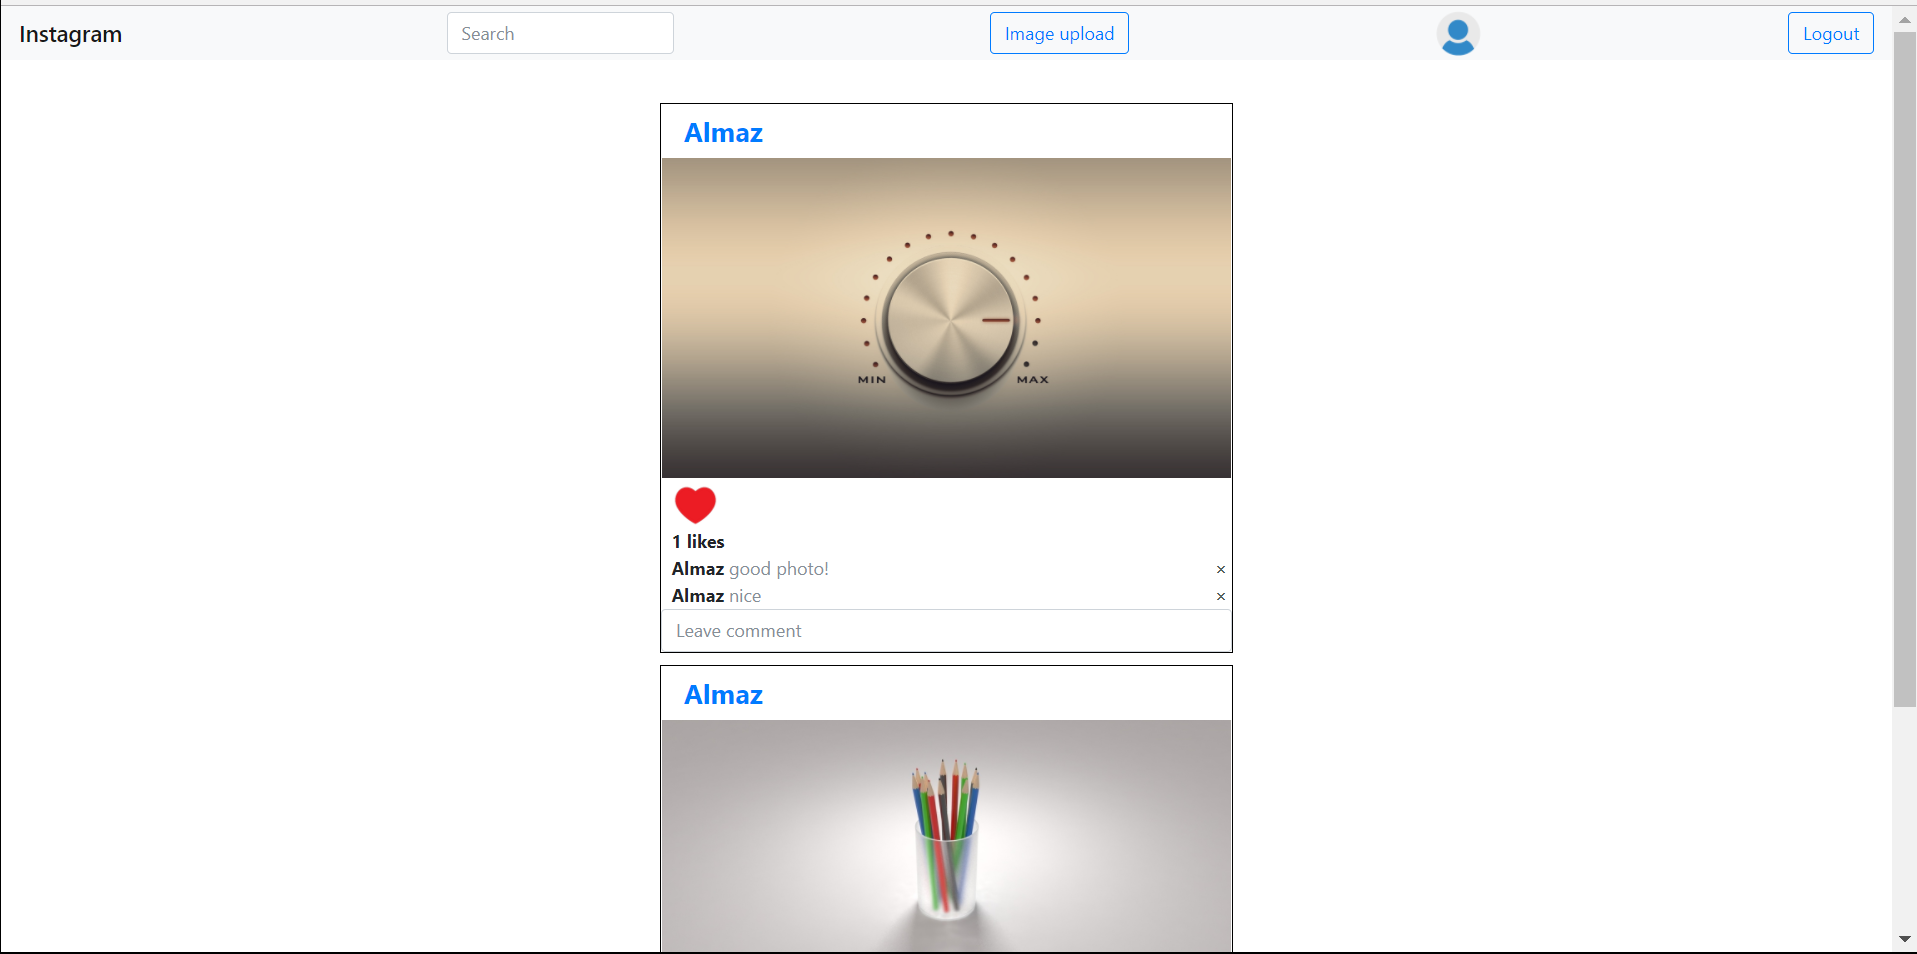 Instagram
Search
Image upload
Logout
Almaz
MIN
MAX
1 likes
Almaz good photo! ×
Almaz nice ×
Leave comment
Almaz